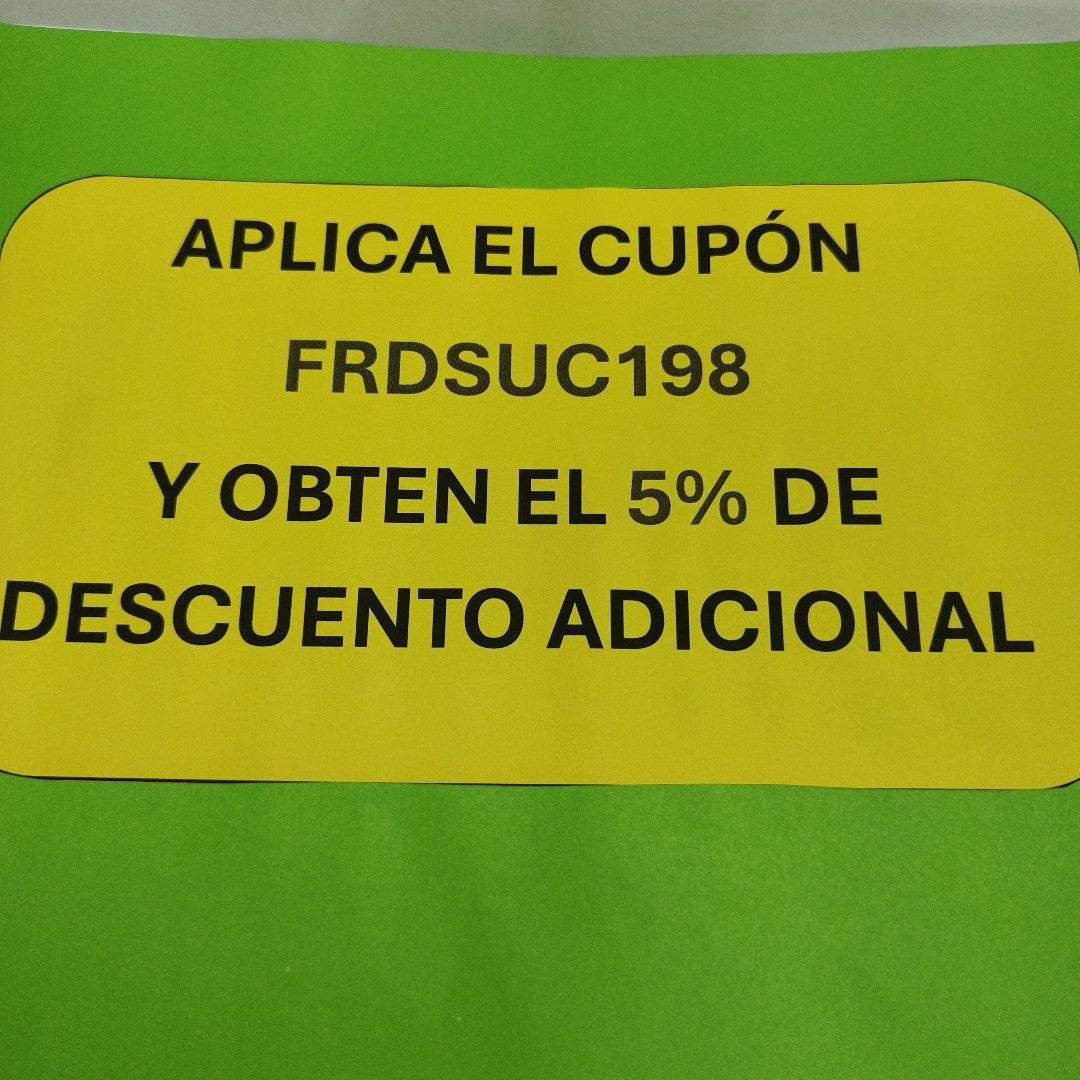 APLICA EL CUPÓN
FRDSUC198
Y OBTEN EL 5% DE
DESCUENTO ADICIONAL